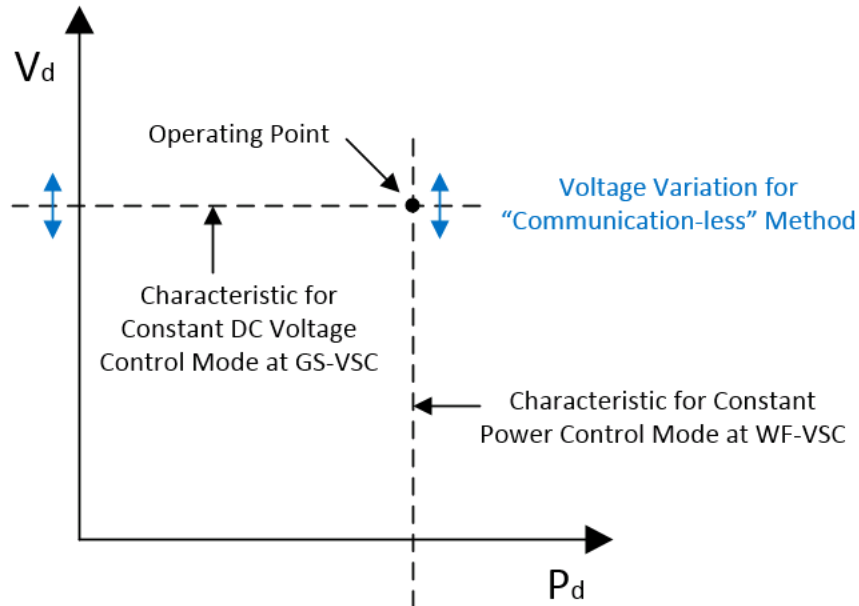 Vd
Operating Point
Voltage Variation for
“Communication-less” Method
Characteristic for
Constant DC Voltage
Control Mode at GS-VSC
Characteristic for Constant
Power Control Mode at WF-VSC
Pd